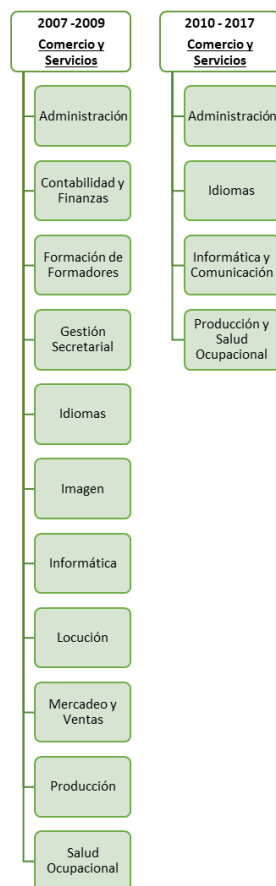 2007 -2009
Comercio y
Servicios
Administración
Contabilidad y
Finanzas
Formación de
Formadores
Gestión
Secretarial
Idiomas
Imagen
Informática
Locución
Mercadeo y
Ventas
Producción
Salud
Ocupacional
2010 - 2017
Comercio y
Servicios
Administración
Idiomas
Informática y
Comunicación
Producción y
Salud
Ocupacional